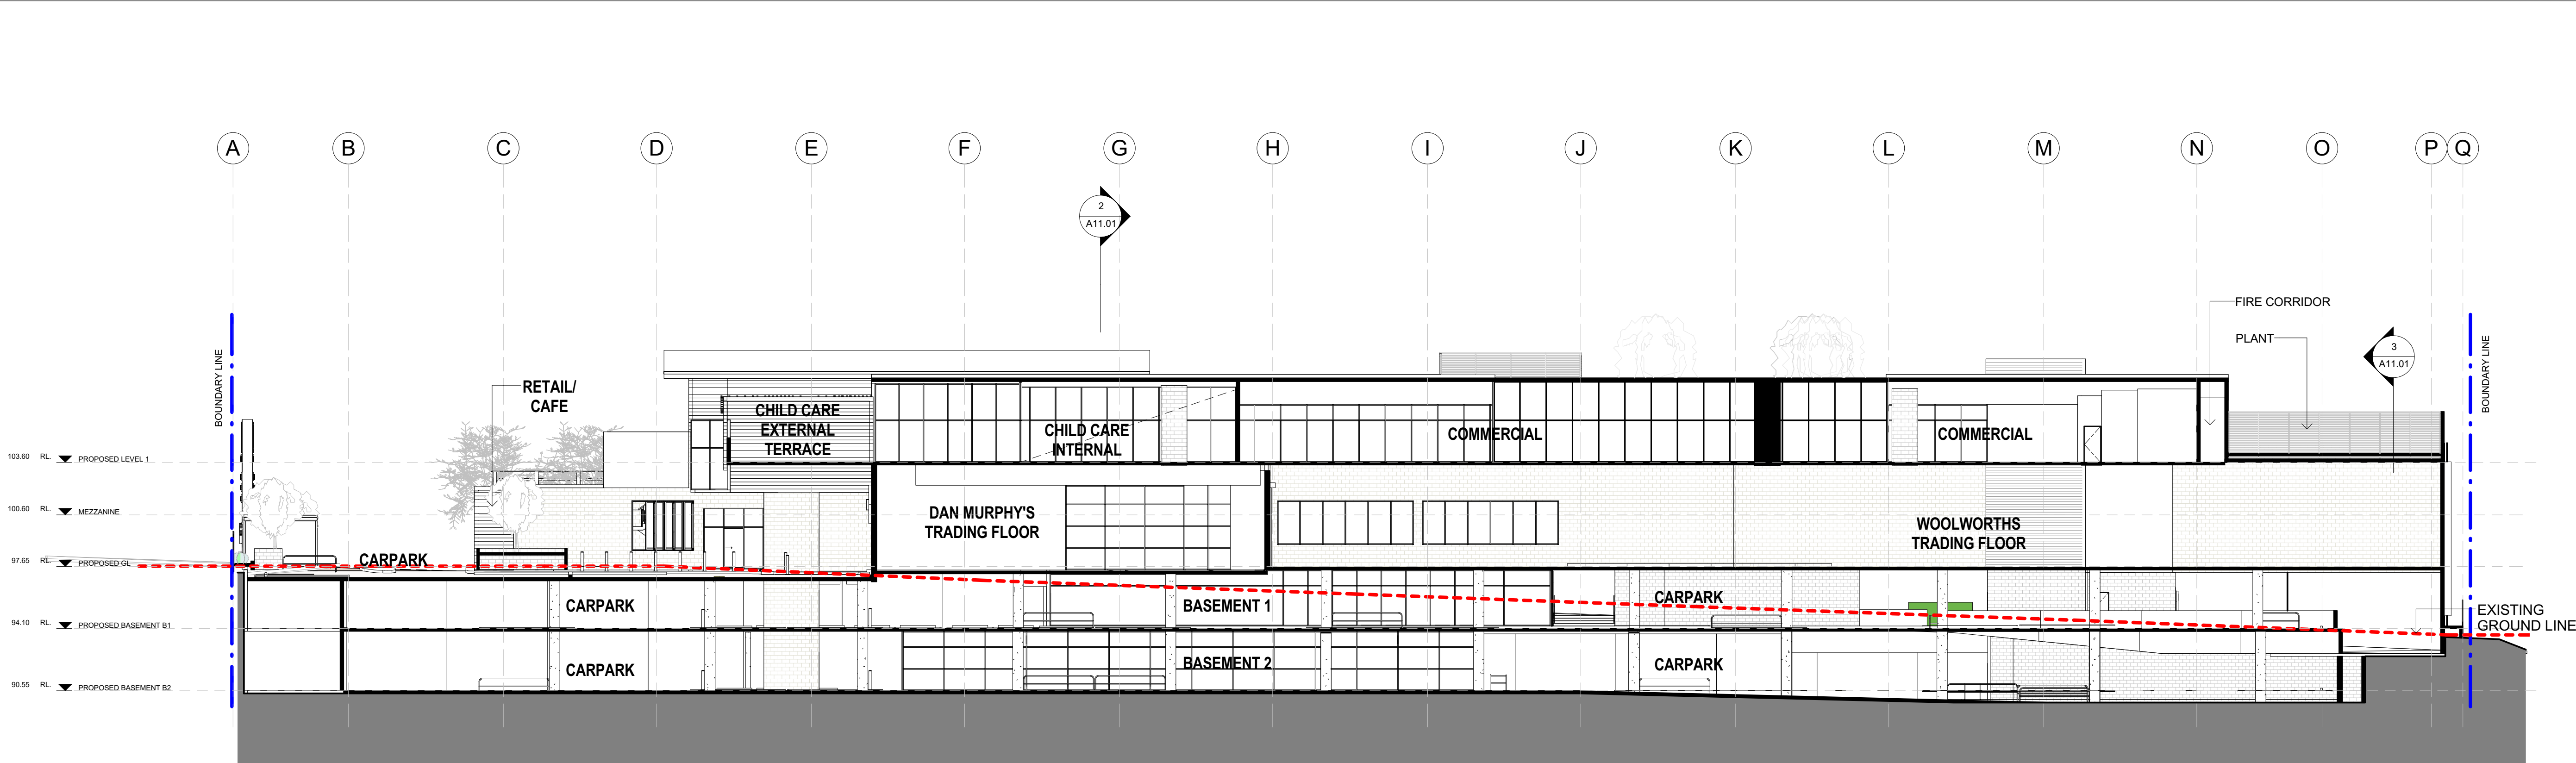 A B C D E F G H I J K L M N O P Q
2
A11.01
FIRE CORRIDOR
PLANT
3
A11.01
BOUNDARY LINE
BOUNDARY LINE
RETAIL/
CAFE
CHILD CARE
EXTERNAL
TERRACE
CHILD CARE
INTERNAL
COMMERCIAL
COMMERCIAL
103.60 RL. PROPOSED LEVEL 1
100.60 RL. MEZZANINE
DAN MURPHY'S
TRADING FLOOR
WOOLWORTHS
TRADING FLOOR
97.65 RL. PROPOSED GL
CARPARK
CARPARK
BASEMENT 1
CARPARK
EXISTING
GROUND LINE
94.10 RL. PROPOSED BASEMENT B1
CARPARK
BASEMENT 2
CARPARK
90.55 RL. PROPOSED BASEMENT B2